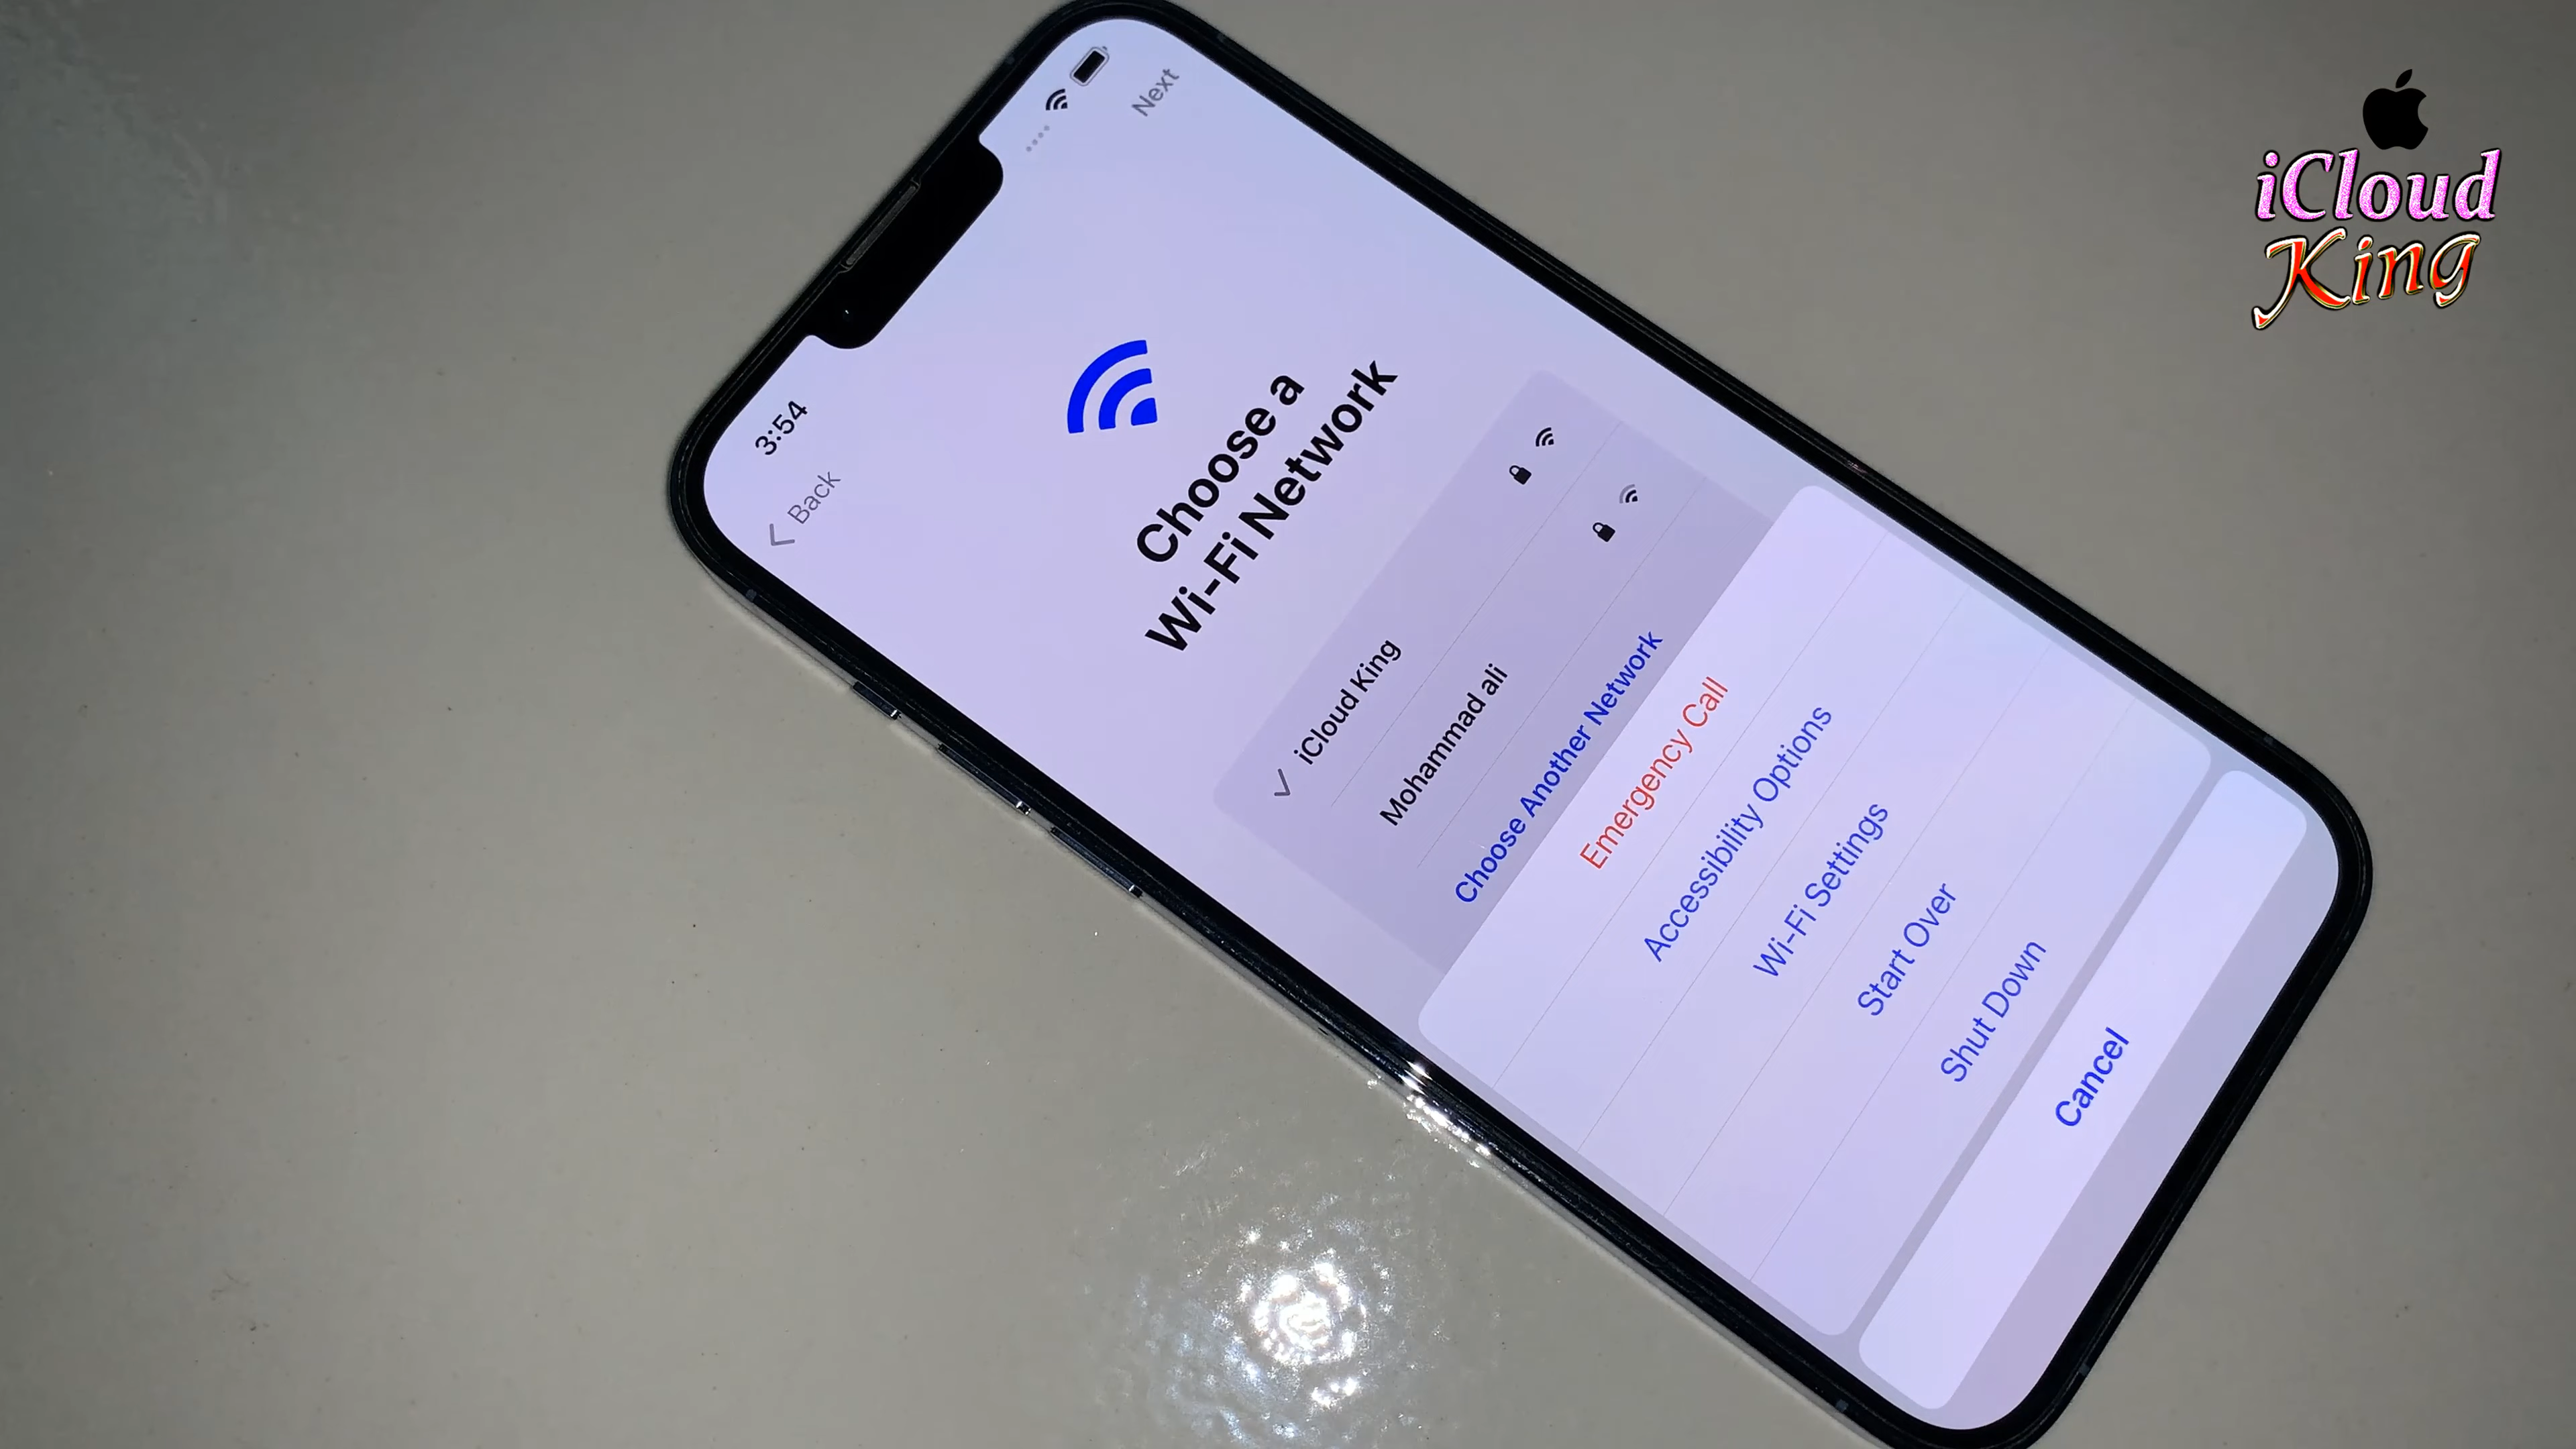 iCloud
King
3:54
Back
Next
Choose a
Wi-Fi Network
iCloud King
Mohammad ali
Choose Another Network
Emergency Call
Accessibility Options
Wi-Fi Settings
Start Over
Shut Down
Cancel